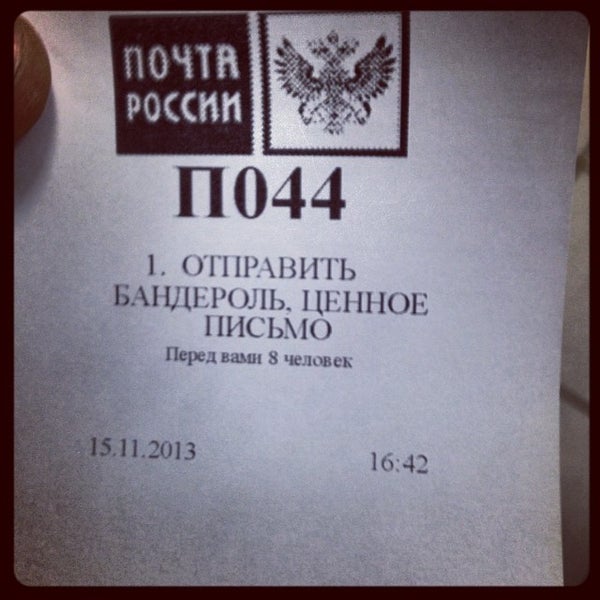 ПОЧТА
РОССИИ
П044
1. ОТПРАВИТЬ
БАНДЕРОЛЬ, ЦЕННОЕ
ПИСЬМО
Перед вами 8 человек
15.11.2013 16:42